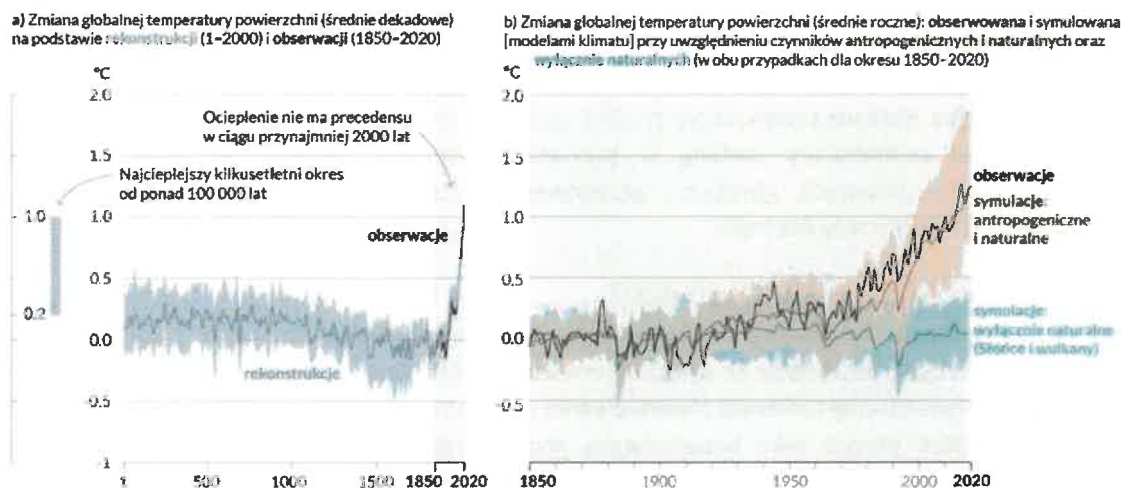 a) Zmiana globalnej temperatury powierzchni (średnie dekadowe)
na podstawie rekonstrukcji (1–2000) i obserwacji (1850–2020)
°C
2.0
1.5
1.0
0.5
0.0
-0.5
-1
1.0
0.2
Ocieplenie nie ma precedensu
w ciągu przynajmniej 2000 lat
Najcieplejszy kilkusetletni okres
od ponad 100 000 lat
obserwacje
rekonstrukcje
1 500 1000 1500 1850 2020
b) Zmiana globalnej temperatury powierzchni (średnie roczne): obserwowana i symulowana
[modelami klimatu] przy uwzględnieniu czynników antropogenicznych i naturalnych oraz
wyłącznie naturalnych (w obu przypadkach dla okresu 1850–2020)
°C
2.0
1.5
1.0
0.5
0.0
-0.5
obserwacje
symulacje:
antropogeniczne
i naturalne
symulacje:
wyłącznie naturalne
(Słońce i wulkany)
1850 1900 1950 2000 2020